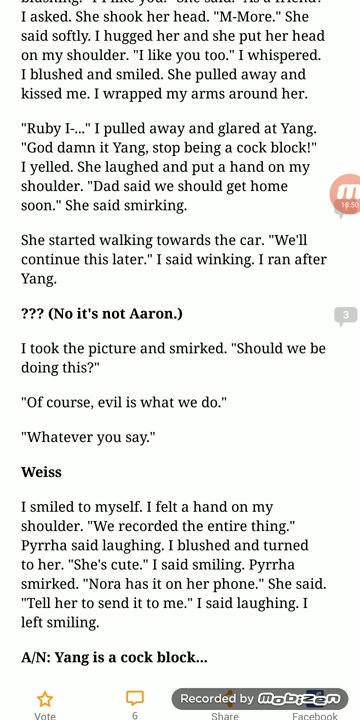 I asked. She shook her head. "M-More." She
said softly. I hugged her and she put her head
on my shoulder. "I like you too." I whispered.
I blushed and smiled. She pulled away and
kissed me. I wrapped my arms around her.
"Ruby I-..." I pulled away and glared at Yang.
"God damn it Yang, stop being a cock block!"
I yelled. She laughed and put a hand on my
shoulder. "Dad said we should get home
soon." She said smirking.
18:50
She started walking towards the car. "We'll
continue this later." I said winking. I ran after
Yang.
??? (No it's not Aaron.)
3
I took the picture and smirked. "Should we be
doing this?"
"Of course, evil is what we do."
"Whatever you say."
Weiss
I smiled to myself. I felt a hand on my
shoulder. "We recorded the entire thing."
Pyrrha said laughing. I blushed and turned
to her. "She's cute." I said smiling. Pyrrha
smirked. "Nora has it on her phone." She said.
"Tell her to send it to me." I said laughing. I
left smiling.
A/N: Yang is a cock block...
Recorded by Mobizen
Vote
6
Share
Facebook